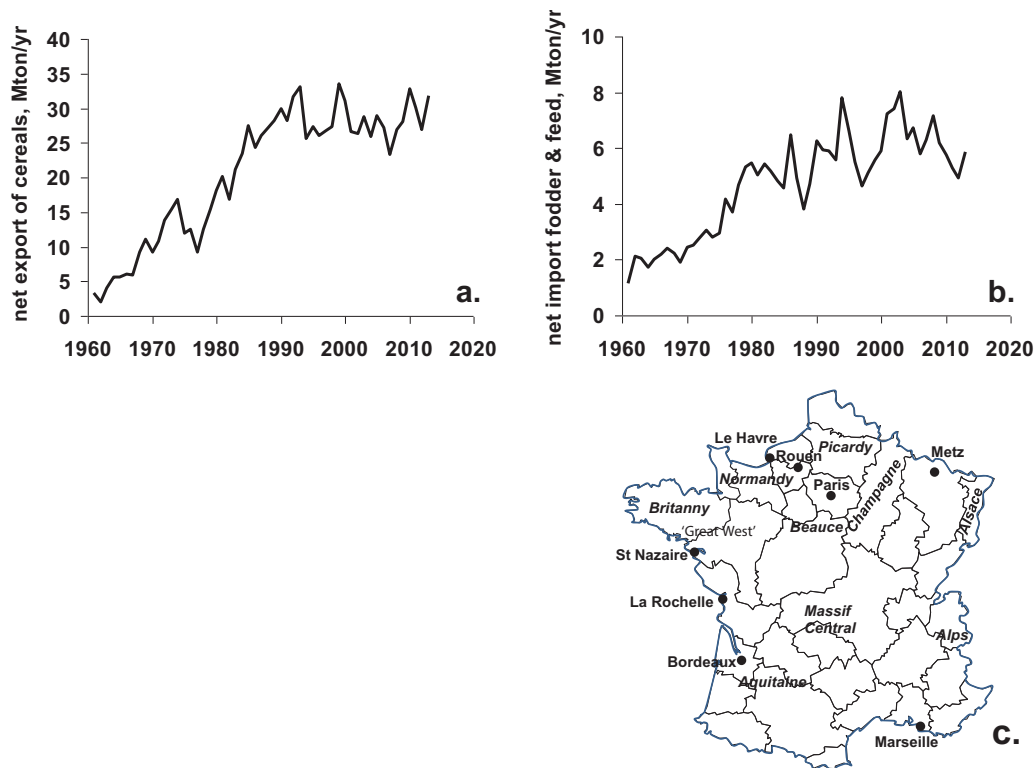 net export of cereals, Mton/yr
40
35
30
25
20
15
10
5
0
1960 1970 1980 1990 2000 2010 2020
a.
net import fodder & feed, Mton/yr
10
8
6
4
2
0
1960 1970 1980 1990 2000 2010 2020
b.
Le Havre
Rouen
Picardy
Metz
Normandy
Paris
Champagne
Alsace
Britanny
Beauce
'Great West'
St Nazaire
La Rochelle
Massif
Central
Alps
Bordeaux
Aquitaine
Marseille
c.